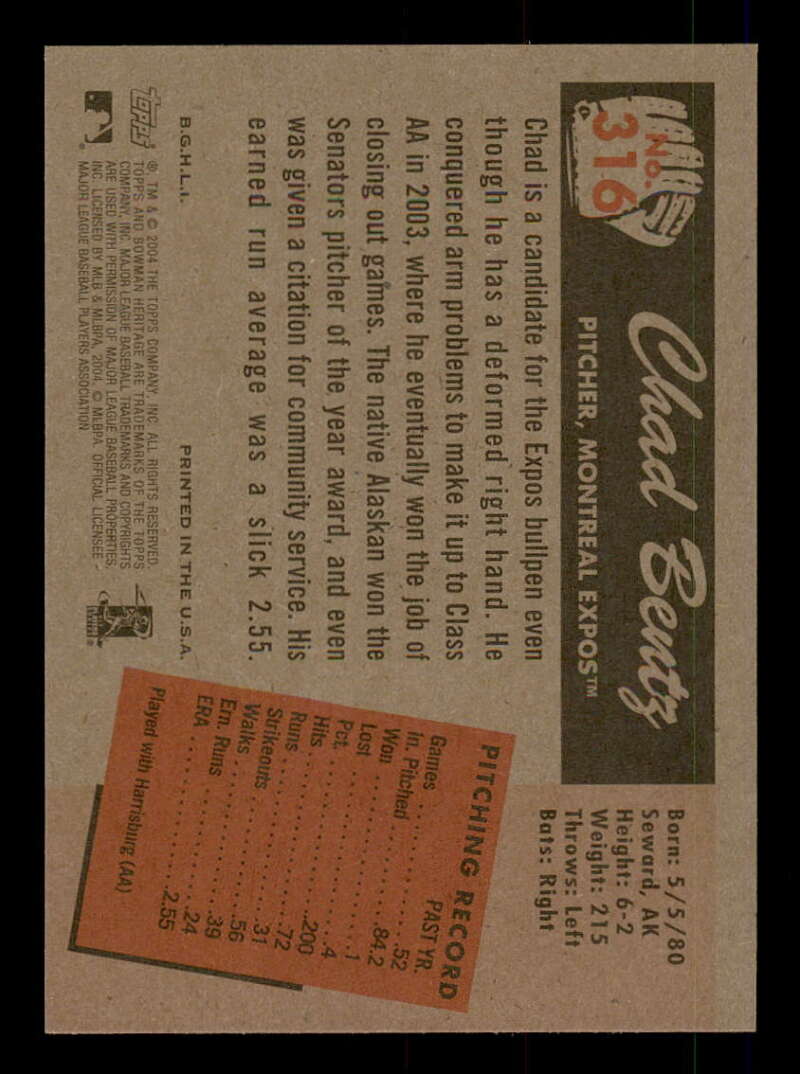 No.
316
Chad Bentz
PITCHER, MONTREAL EXPOS™
Born: 5/5/80
Seward, AK
Height: 6-2
Weight: 215
Throws: Left
Bats: Right
Chad is a candidate for the Expos bullpen even
though he has a deformed right hand. He
conquered arm problems to make it up to Class
AA in 2003, where he eventually won the job of
closing out games. The native Alaskan won the
Senators pitcher of the year award, and even
was given a citation for community service. His
earned run average was a slick 2.55.
PITCHING RECORD
PAST YR.
Games . . . . . . . . . . . . .52
In. Pitched . . . . . . . . .84.2
Won . . . . . . . . . . . . . . .1
Lost . . . . . . . . . . . . . . .4
Pct. . . . . . . . . . . . . .200
Hits . . . . . . . . . . . . . .72
Runs . . . . . . . . . . . . .31
Strikeouts . . . . . . . . .56
Walks . . . . . . . . . . . .39
Ern. Runs . . . . . . . . .24
ERA . . . . . . . . . . . .2.55
Played with Harrisburg (AA)
B.G.H.L.I. PRINTED IN THE U.S.A.
TOPPS ®, TM & © 2004 THE TOPPS COMPANY, INC. ALL RIGHTS RESERVED.
TOPPS AND BOWMAN HERITAGE ARE TRADEMARKS OF THE TOPPS
COMPANY, INC. MAJOR LEAGUE BASEBALL TRADEMARKS AND COPYRIGHTS
ARE USED WITH PERMISSION OF MAJOR LEAGUE BASEBALL PROPERTIES,
INC. LICENSED BY MLB & MLBPA, 2004. © MLBPA. OFFICIAL LICENSEE -
MAJOR LEAGUE BASEBALL PLAYERS ASSOCIATION